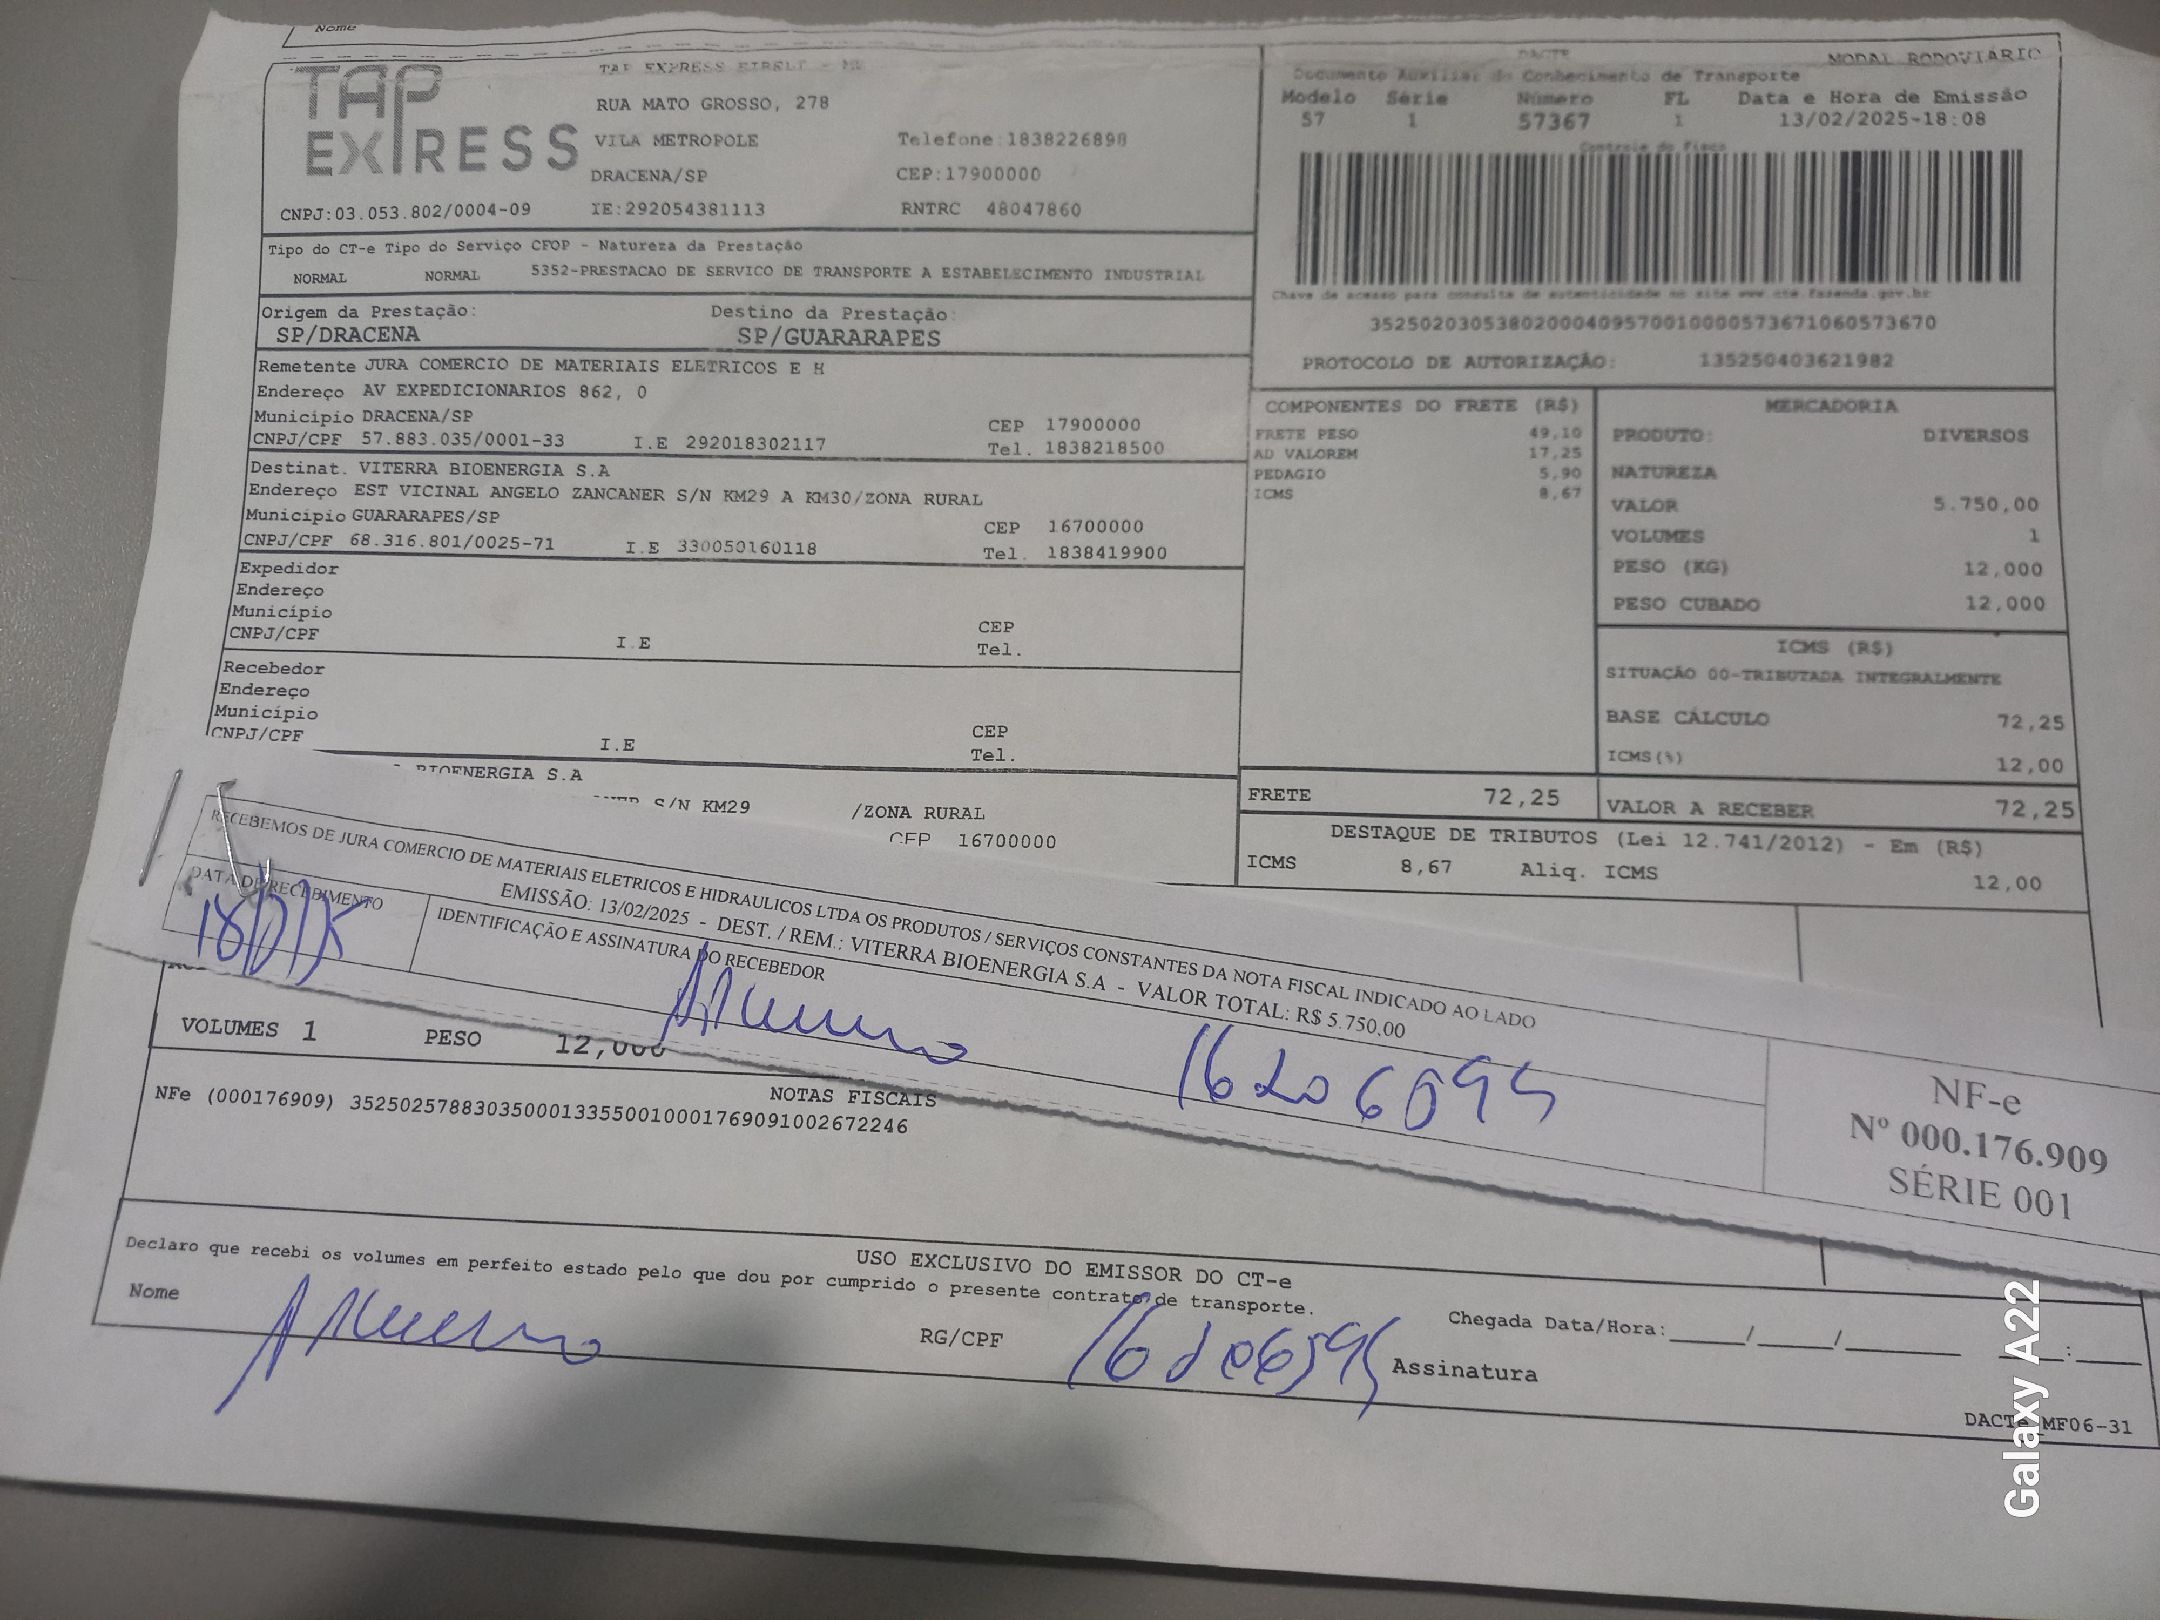 Nome
TAP EXPRESS
TAP EXPRESS EIRELI - ME
RUA MATO GROSSO, 278
VILA METROPOLE Telefone:1838226898
DRACENA/SP CEP:17900000
CNPJ:03.053.802/0004-09 IE:292054381113 RNTRC 48047860
DACTE MODAL RODOVIÁRIO
Documento Auxiliar do Conhecimento de Transporte
Modelo Série Número FL Data e Hora de Emissão
57 1 57367 1 13/02/2025-18:08
Controle do Fisco
Chave de acesso para consulta de autenticidade no site www.cte.fazenda.gov.br
35250203053802000409570010000573671060573670
PROTOCOLO DE AUTORIZAÇÃO: 135250403621982
Tipo do CT-e Tipo do Serviço CFOP - Natureza da Prestação
NORMAL NORMAL 5352-PRESTACAO DE SERVICO DE TRANSPORTE A ESTABELECIMENTO INDUSTRIAL
Origem da Prestação: Destino da Prestação:
SP/DRACENA SP/GUARARAPES
Remetente JURA COMERCIO DE MATERIAIS ELETRICOS E H
Endereço AV EXPEDICIONARIOS 862, 0
Municipio DRACENA/SP CEP 17900000
CNPJ/CPF 57.883.035/0001-33 I.E 292018302117 Tel. 1838218500
Destinat. VITERRA BIOENERGIA S.A
Endereço EST VICINAL ANGELO ZANCANER S/N KM29 A KM30/ZONA RURAL
Município GUARARAPES/SP CEP 16700000
CNPJ/CPF 68.316.801/0025-71 I.E 330050160118 Tel. 1838419900
Expedidor
Endereço
Município CEP
CNPJ/CPF I.E Tel.
Recebedor
Endereço
Município CEP
CNPJ/CPF I.E Tel.
BIOENERGIA S.A
S/N KM29 /ZONA RURAL
CEP 16700000
COMPONENTES DO FRETE (R$)
FRETE PESO 49,10
AD VALOREM 17,25
PEDAGIO 5,90
ICMS 8,67
MERCADORIA
PRODUTO: DIVERSOS
NATUREZA
VALOR 5.750,00
VOLUMES 1
PESO (KG) 12,000
PESO CUBADO 12,000
ICMS (R$)
SITUAÇÃO 00-TRIBUTADA INTEGRALMENTE
BASE CÁLCULO 72,25
ICMS(%) 12,00
FRETE 72,25 VALOR A RECEBER 72,25
DESTAQUE DE TRIBUTOS (Lei 12.741/2012) - Em (R$)
ICMS 8,67 Aliq. ICMS 12,00
RECEBEMOS DE JURA COMERCIO DE MATERIAIS ELETRICOS E HIDRAULICOS LTDA OS PRODUTOS / SERVIÇOS CONSTANTES DA NOTA FISCAL INDICADO AO LADO
EMISSÃO: 13/02/2025 - DEST. / REM.: VITERRA BIOENERGIA S.A - VALOR TOTAL: R$ 5.750,00
DATA DE RECEBIMENTO IDENTIFICAÇÃO E ASSINATURA DO RECEBEDOR
NF-e
Nº 000.176.909
SÉRIE 001
VOLUMES 1 PESO 12,000
NOTAS FISCAIS
NFe (000176909) 35250257883035000133550010001769091002672246
USO EXCLUSIVO DO EMISSOR DO CT-e
Declaro que recebi os volumes em perfeito estado pelo que dou por cumprido o presente contrato de transporte.
Nome RG/CPF Assinatura Chegada Data/Hora:____/____/____ ___:____
DACTE MF06-31
Galaxy A22